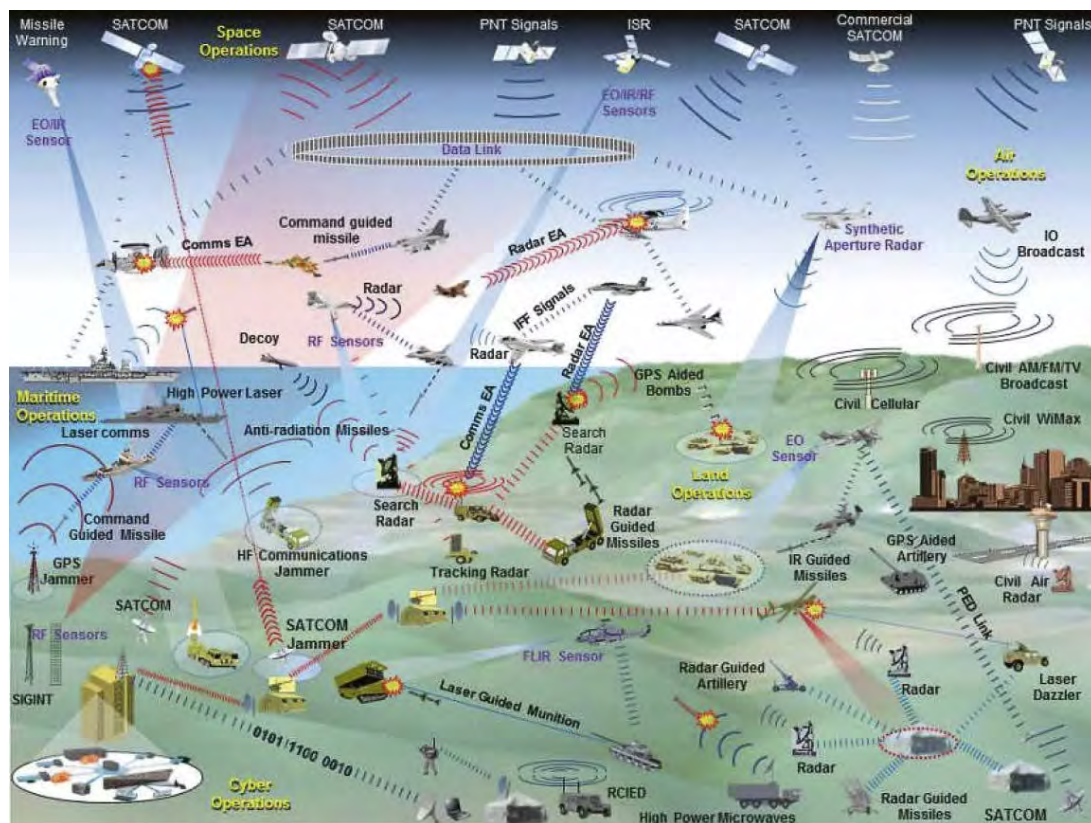 Missile
Warning
SATCOM
Space
Operations
SATCOM
PNT Signals
ISR
SATCOM
Commercial
SATCOM
PNT Signals
EO/IR
Sensor
EO/IR/RF
Sensors
Data Link
Air
Operations
Command guided
missile
Comms EA
Radar EA
Synthetic
Aperture Radar
IO
Broadcast
Radar
IFF Signals
RF Sensors
Decoy
Radar
Radar EA
GPS Aided
Bombs
Civil AM/FM/TV
Broadcast
High Power Laser
Maritime
Operations
Civil Cellular
Civil WiMax
Laser comms
Anti-radiation Missiles
Comms EA
Search
Radar
EO
Sensor
RF Sensors
Land
Operations
Command
Guided Missile
Search
Radar
Radar
Guided
Missiles
GPS
Jammer
HF Communications
Jammer
Tracking Radar
IR Guided
Missiles
GPS Aided
Artillery
Civil Air
Radar
PED Link
SATCOM
RF Sensors
SATCOM
Jammer
FLIR Sensor
SIGINT
Radar Guided
Artillery
Radar
Laser
Dazzler
Laser Guided Munition
0101 1100 0010
Radar
Cyber
Operations
RCIED
High Power Microwaves
Radar Guided
Missiles
SATCOM